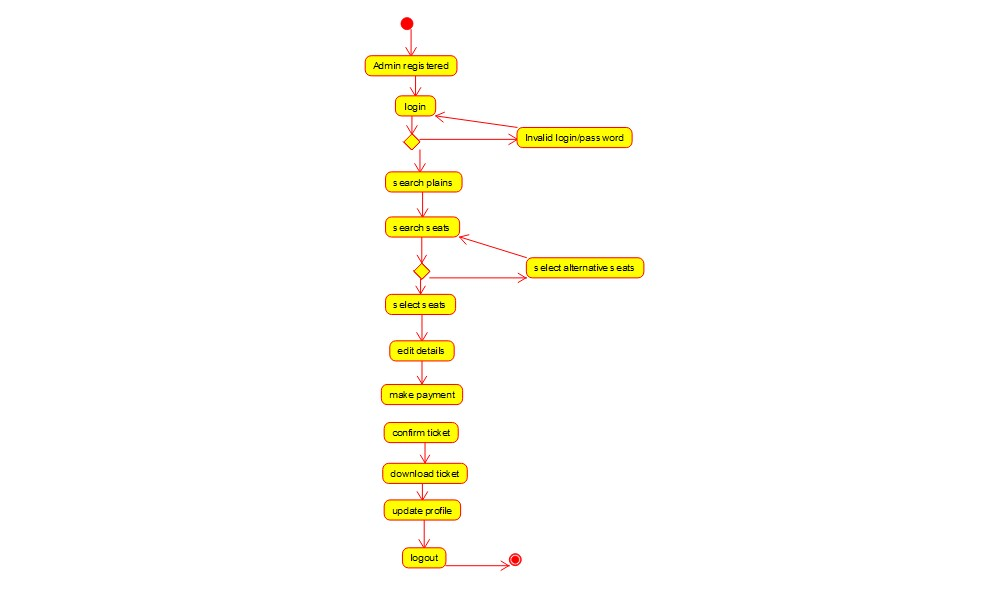 Admin registered
login
Invalid login/password
search plains
search seats
select alternative seats
select seats
edit details
make payment
confirm ticket
download ticket
update profile
logout